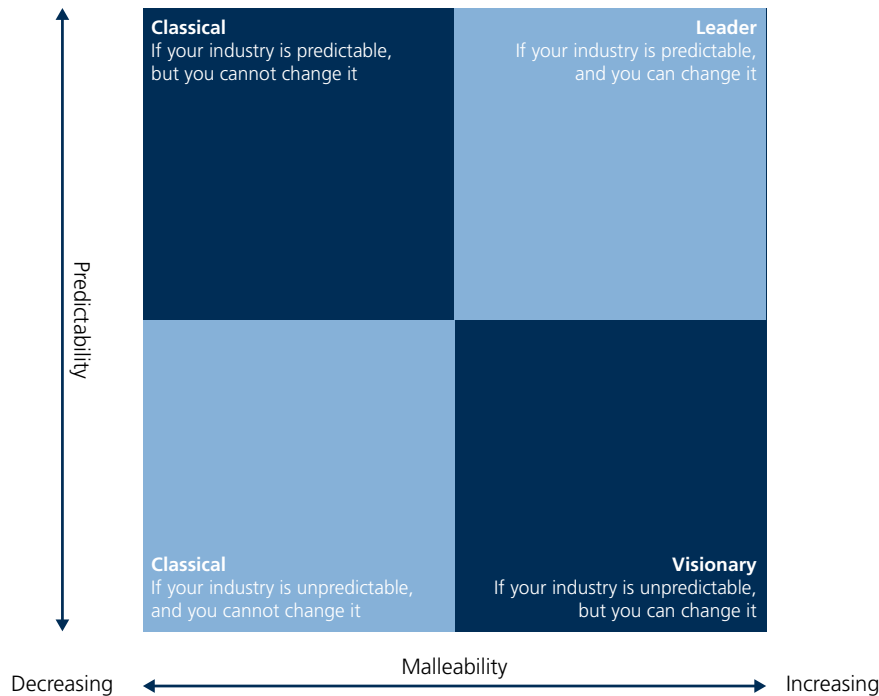 Classical
If your industry is predictable,
but you cannot change it
Leader
If your industry is predictable,
and you can change it
Predictability
Classical
If your industry is unpredictable,
and you cannot change it
Visionary
If your industry is unpredictable,
but you can change it
Malleability
Decreasing
Increasing